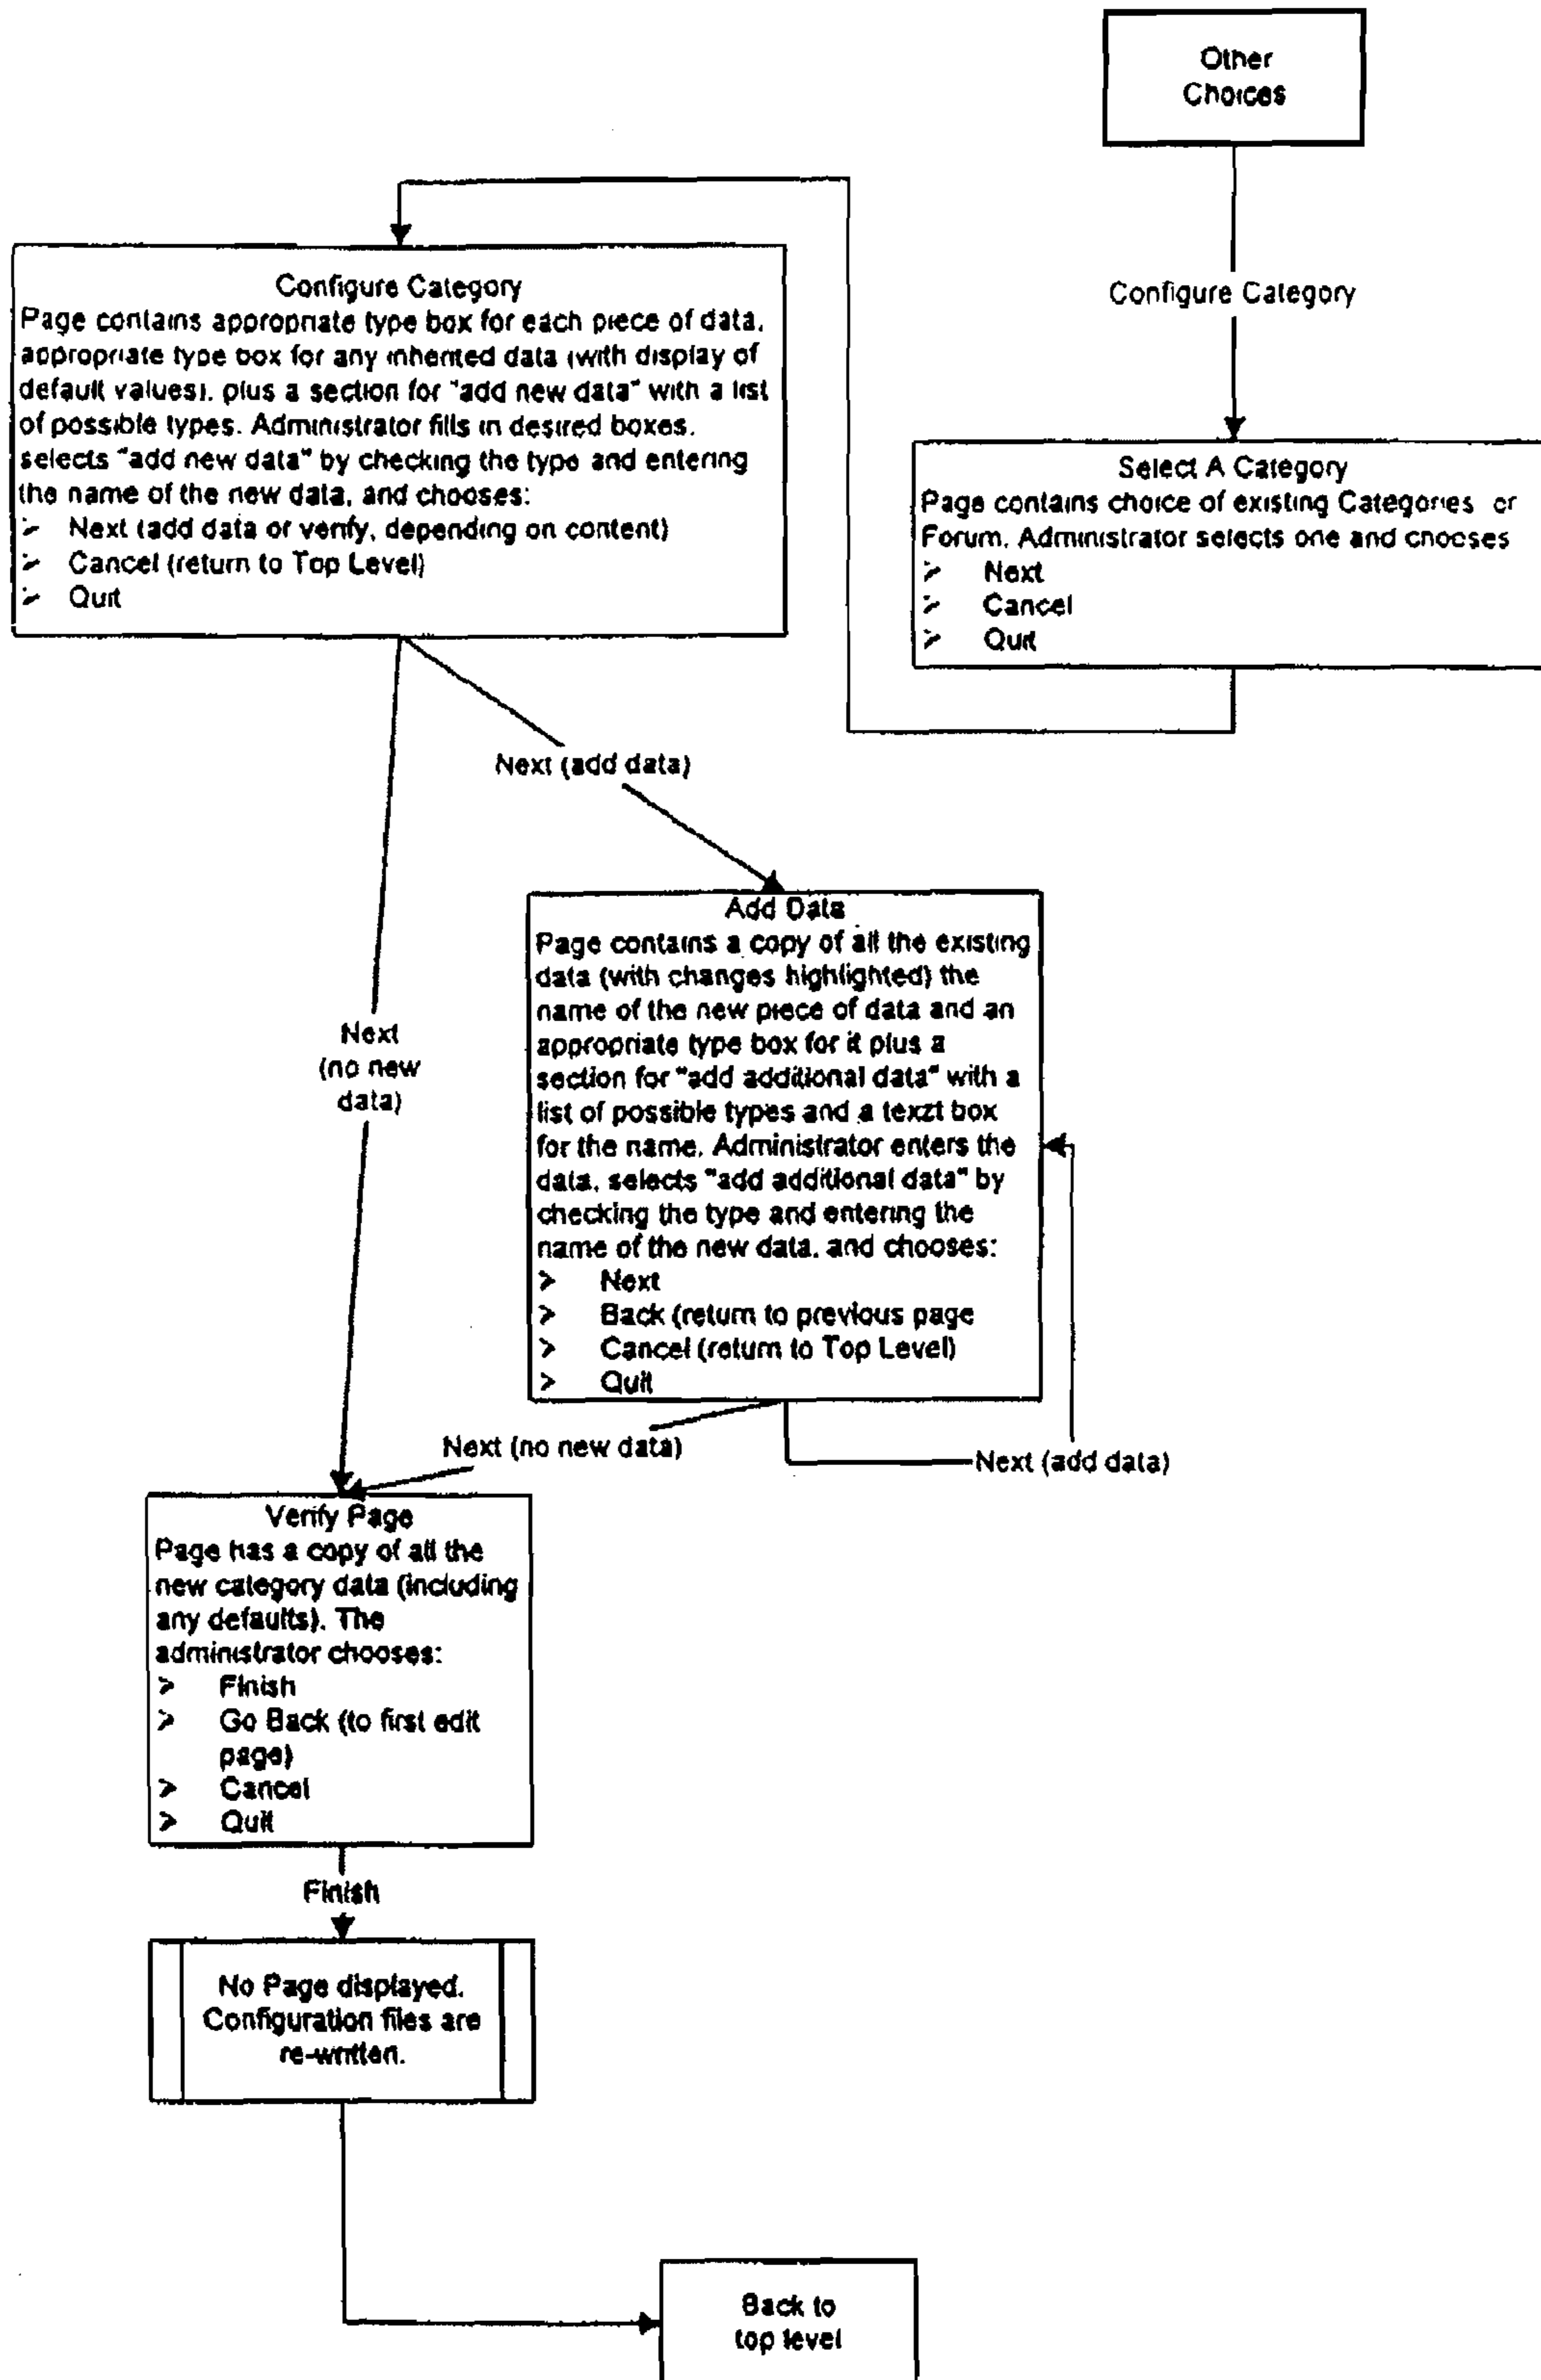 Other
Choices
Configure Category
Configure Category
Page contains appropriate type box for each piece of data,
appropriate type box for any inherited data (with display of
default values), plus a section for "add new data" with a list
of possible types. Administrator fills in desired boxes,
selects "add new data" by checking the type and entering
the name of the new data, and chooses:
➢ Next (add data or verify, depending on content)
➢ Cancel (return to Top Level)
➢ Quit
Select A Category
Page contains choice of existing Categories or
Forum. Administrator selects one and chooses
➢ Next
➢ Cancel
➢ Quit
Next (add data)
Add Data
Page contains a copy of all the existing
data (with changes highlighted) the
name of the new piece of data and an
appropriate type box for it plus a
section for "add additional data" with a
list of possible types and a texzt box
for the name. Administrator enters the
data, selects "add additional data" by
checking the type and entering the
name of the new data, and chooses:
➢ Next
➢ Back (return to previous page
➢ Cancel (return to Top Level)
➢ Quit
Next
(no new
data)
Next (no new data)
Next (add data)
Verify Page
Page has a copy of all the
new category data (including
any defaults). The
administrator chooses:
➢ Finish
➢ Go Back (to first edit
page)
➢ Cancel
➢ Quit
Finish
No Page displayed.
Configuration files are
re-written.
Back to
top level